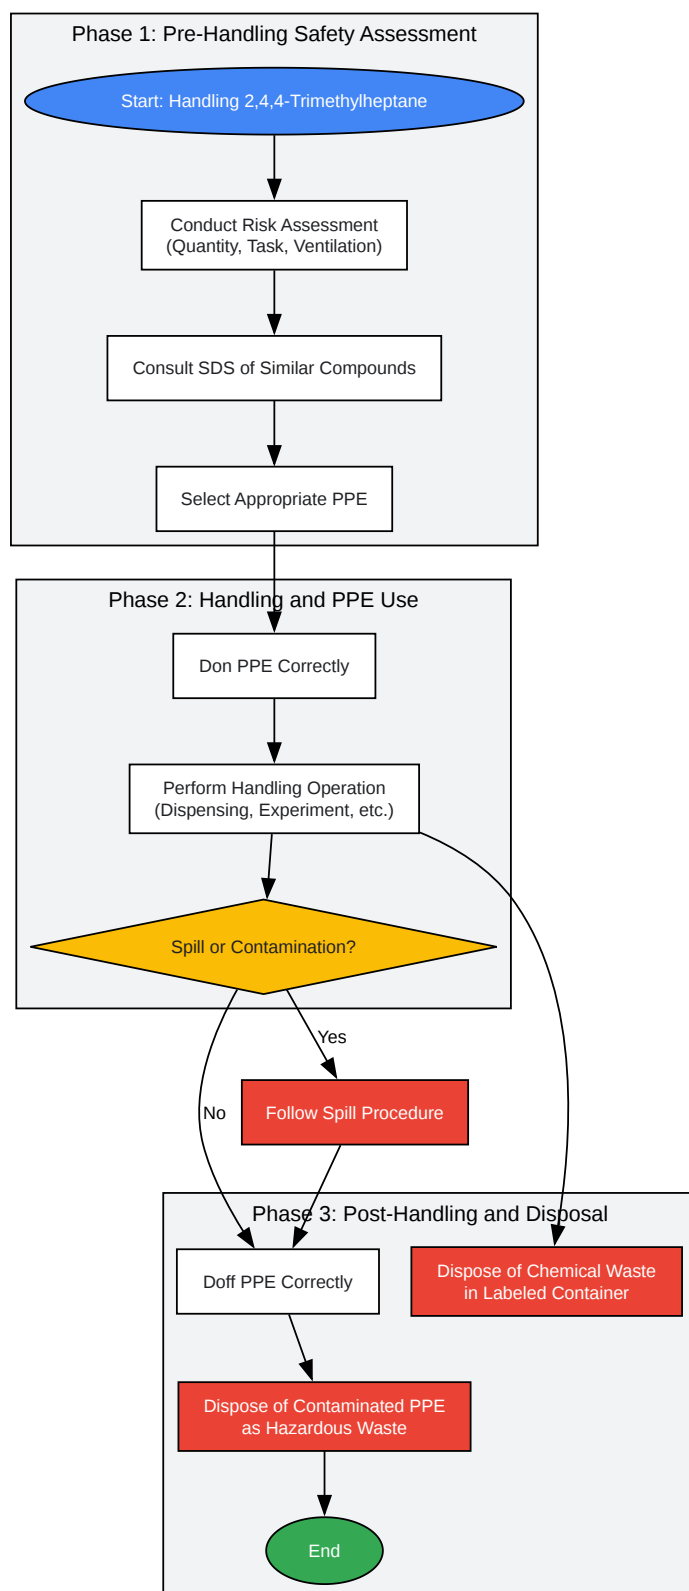 Phase 1: Pre-Handling Safety Assessment
Start: Handling 2,4,4-Trimethylheptane
Conduct Risk Assessment
(Quantity, Task, Ventilation)
Consult SDS of Similar Compounds
Select Appropriate PPE
Phase 2: Handling and PPE Use
Don PPE Correctly
Perform Handling Operation
(Dispensing, Experiment, etc.)
Spill or Contamination?
Yes
Follow Spill Procedure
No
Phase 3: Post-Handling and Disposal
Doff PPE Correctly
Dispose of Chemical Waste
in Labeled Container
Dispose of Contaminated PPE
as Hazardous Waste
End